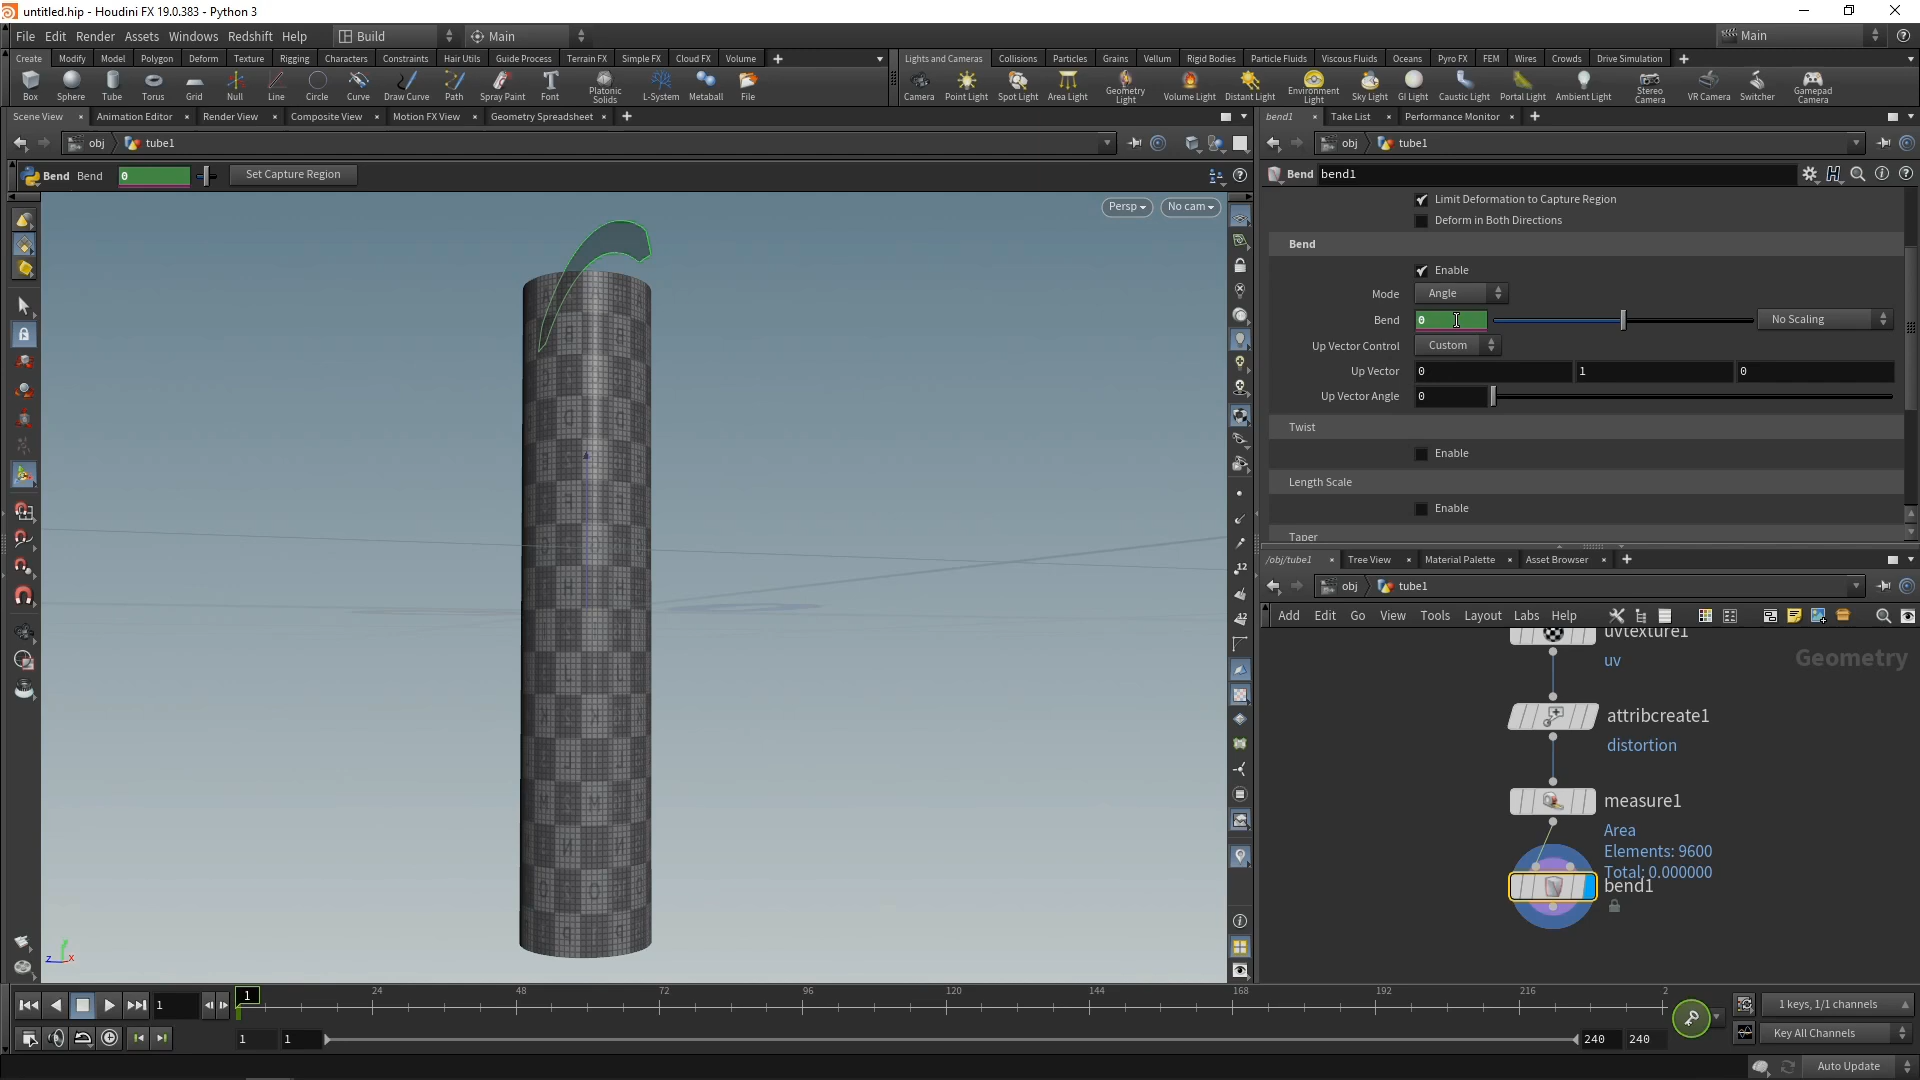 untitled.hip - Houdini FX 19.0.383 - Python 3
File Edit Render Assets Windows Redshift Help Build Main Main
Create Modify Model Polygon Deform Texture Rigging Characters Constraints Hair Utils Guide Process Terrain FX Simple FX Cloud FX Volume
Lights and Cameras Collisions Particles Grains Vellum Rigid Bodies Particle Fluids Viscous Fluids Oceans Pyro FX FEM Wires Crowds Drive Simulation
Box Sphere Tube Torus Grid Null Line Circle Curve Draw Curve Path Spray Paint Font Platonic Solids L-System Metaball File
Camera Point Light Spot Light Area Light Geometry Light Volume Light Distant Light Environment Light Sky Light GI Light Caustic Light Portal Light Ambient Light Stereo Camera VR Camera Switcher Gamepad Camera
Scene View Animation Editor Render View Composite View Motion FX View Geometry Spreadsheet
bend1 Take List Performance Monitor
obj tube1
obj tube1
Bend Bend 0 Set Capture Region
Bend bend1
Persp No cam
Limit Deformation to Capture Region
Deform in Both Directions
Bend
Enable
Mode Angle
Bend 0 No Scaling
Up Vector Control Custom
Up Vector 0 1 0
Up Vector Angle 0
Twist
Enable
Length Scale
Enable
Taper
/obj/tube1 Tree View Material Palette Asset Browser
obj tube1
Add Edit Go View Tools Layout Labs Help
uvtexture1
uv
Geometry
attribcreate1
distortion
measure1
Area
Elements: 9600
Total: 0.000000
bend1
z x
1 1 24 48 72 96 120 144 168 192 216 2
1 keys, 1/1 channels
1 1 240 240
Key All Channels
Auto Update